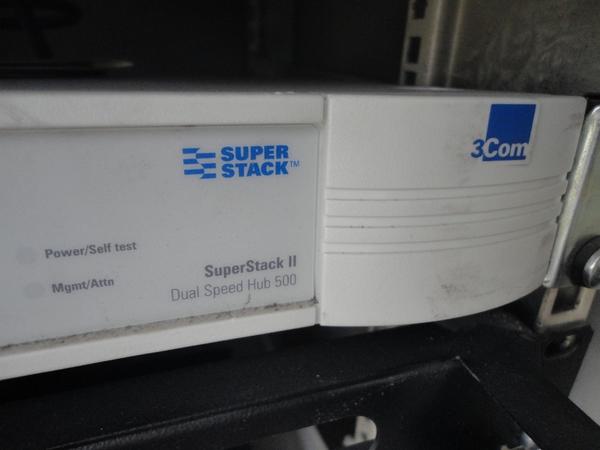 SUPER
STACK™
3Com
Power/Self test
Mgmt/Attn
SuperStack II
Dual Speed Hub 500